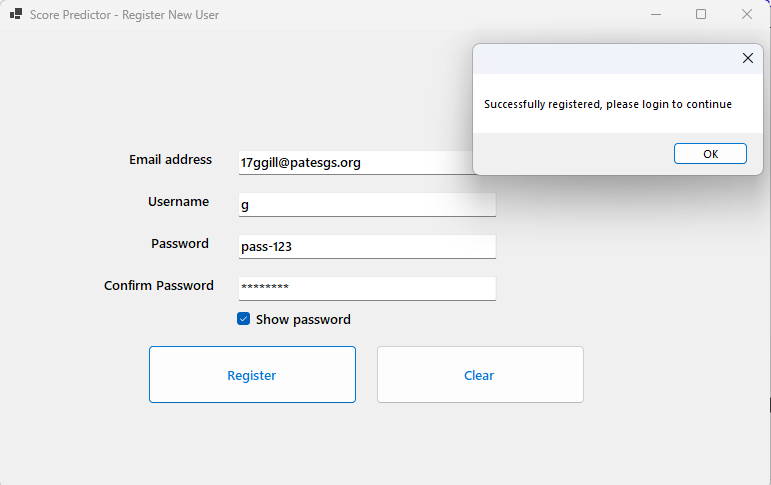 Score Predictor - Register New User
Successfully registered, please login to continue
OK
Email address
17ggill@patesgs.org
Username
g
Password
pass-123
Confirm Password
********
Show password
Register
Clear